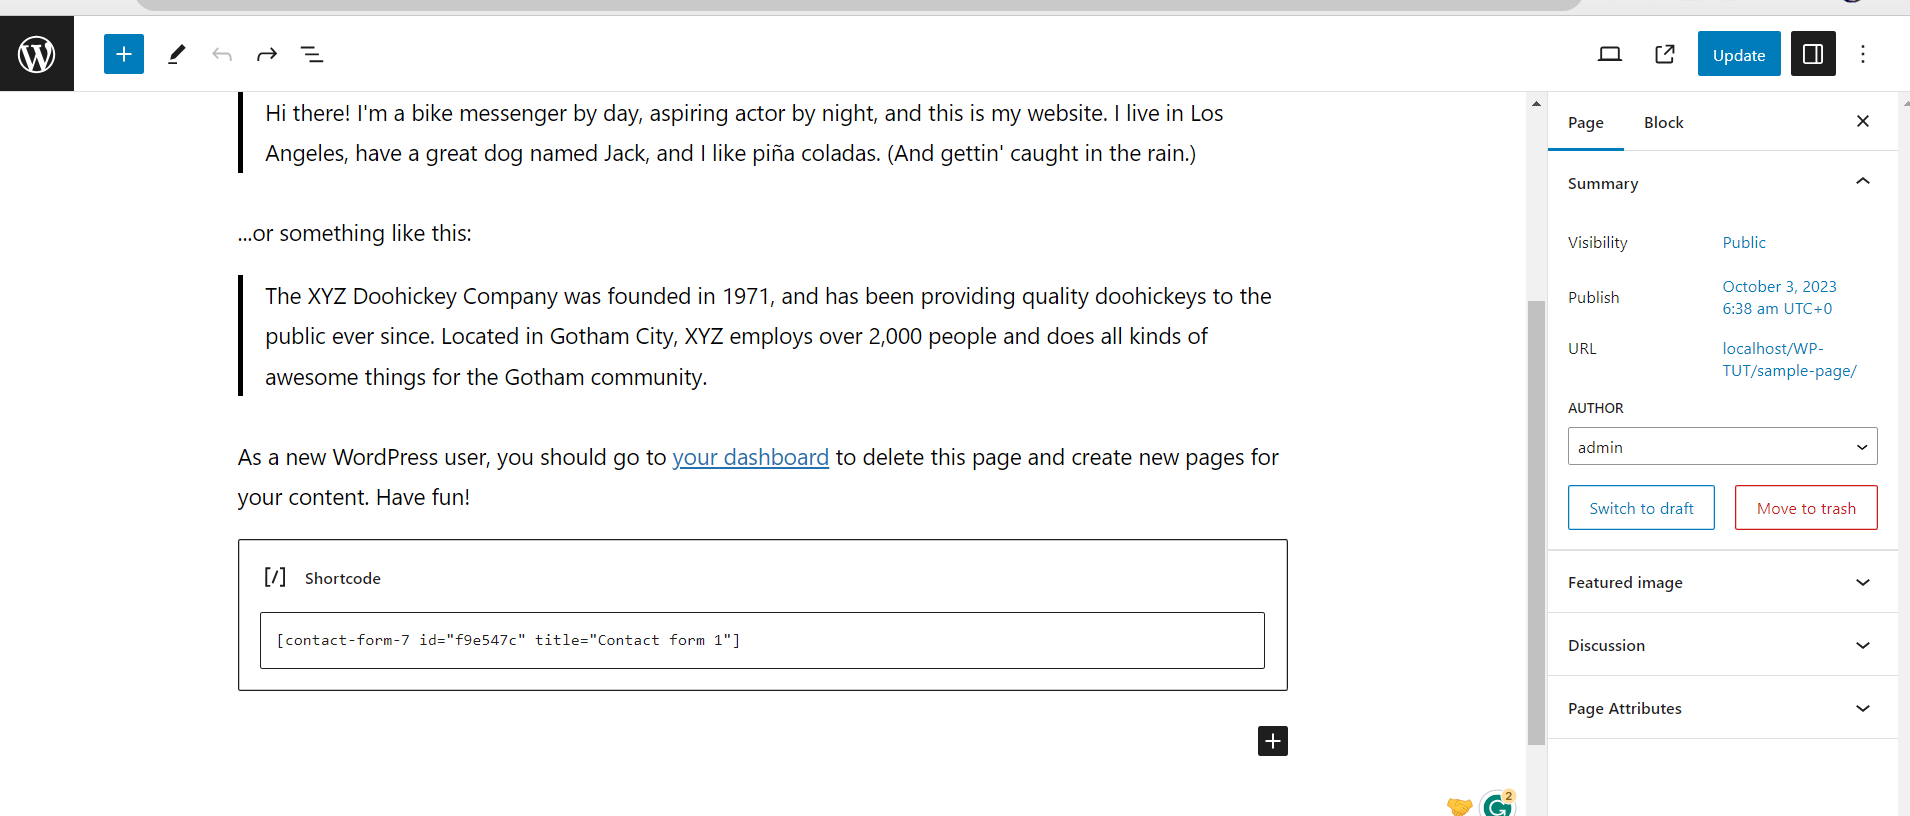 Update
Hi there! I'm a bike messenger by day, aspiring actor by night, and this is my website. I live in Los
Angeles, have a great dog named Jack, and I like piña coladas. (And gettin' caught in the rain.)
...or something like this:
The XYZ Doohickey Company was founded in 1971, and has been providing quality doohickeys to the
public ever since. Located in Gotham City, XYZ employs over 2,000 people and does all kinds of
awesome things for the Gotham community.
As a new WordPress user, you should go to your dashboard to delete this page and create new pages for
your content. Have fun!
[/] Shortcode
[contact-form-7 id="f9e547c" title="Contact form 1"]
2
Page Block
Summary
Visibility Public
Publish October 3, 2023
6:38 am UTC+0
URL localhost/WP-
TUT/sample-page/
AUTHOR
admin
Switch to draft Move to trash
Featured image
Discussion
Page Attributes